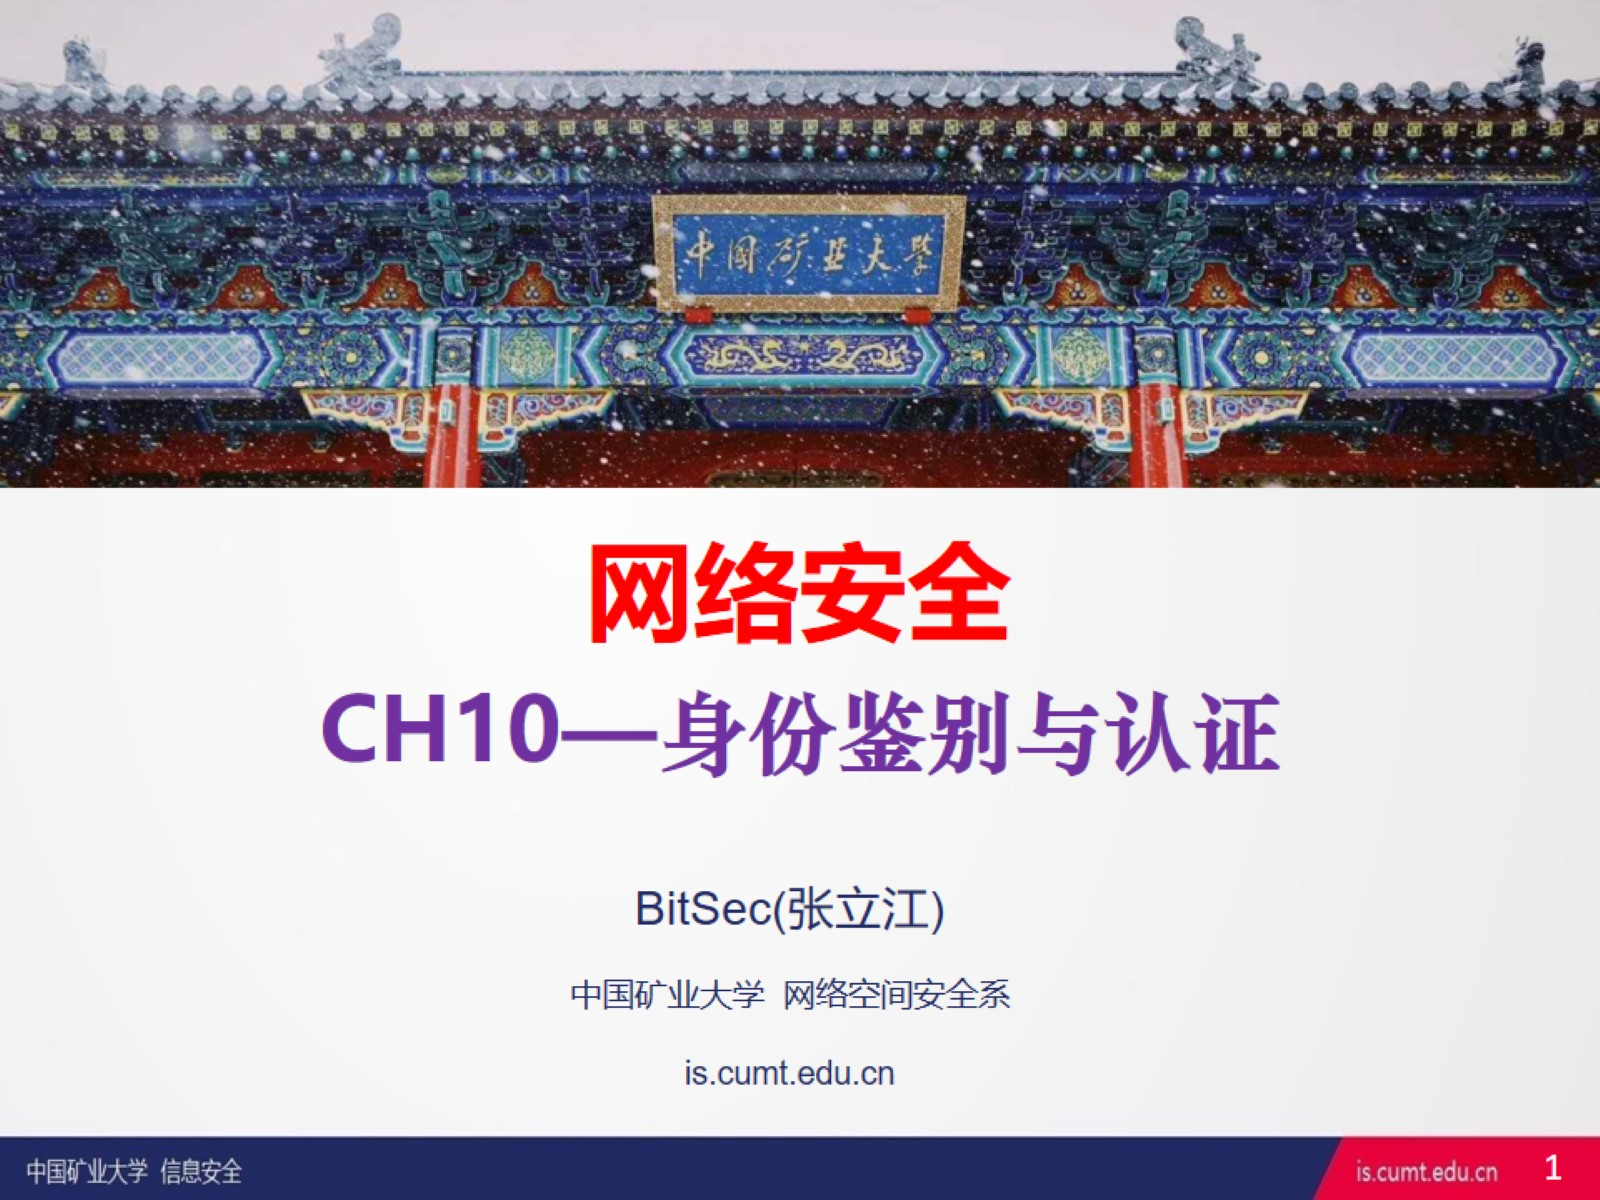 中国矿业大學
网络安全
CH10—身份鉴别与认证
BitSec(张立江)
中国矿业大学 网络空间安全系
is.cumt.edu.cn
中国矿业大学 信息安全
is.cumt.edu.cn
1